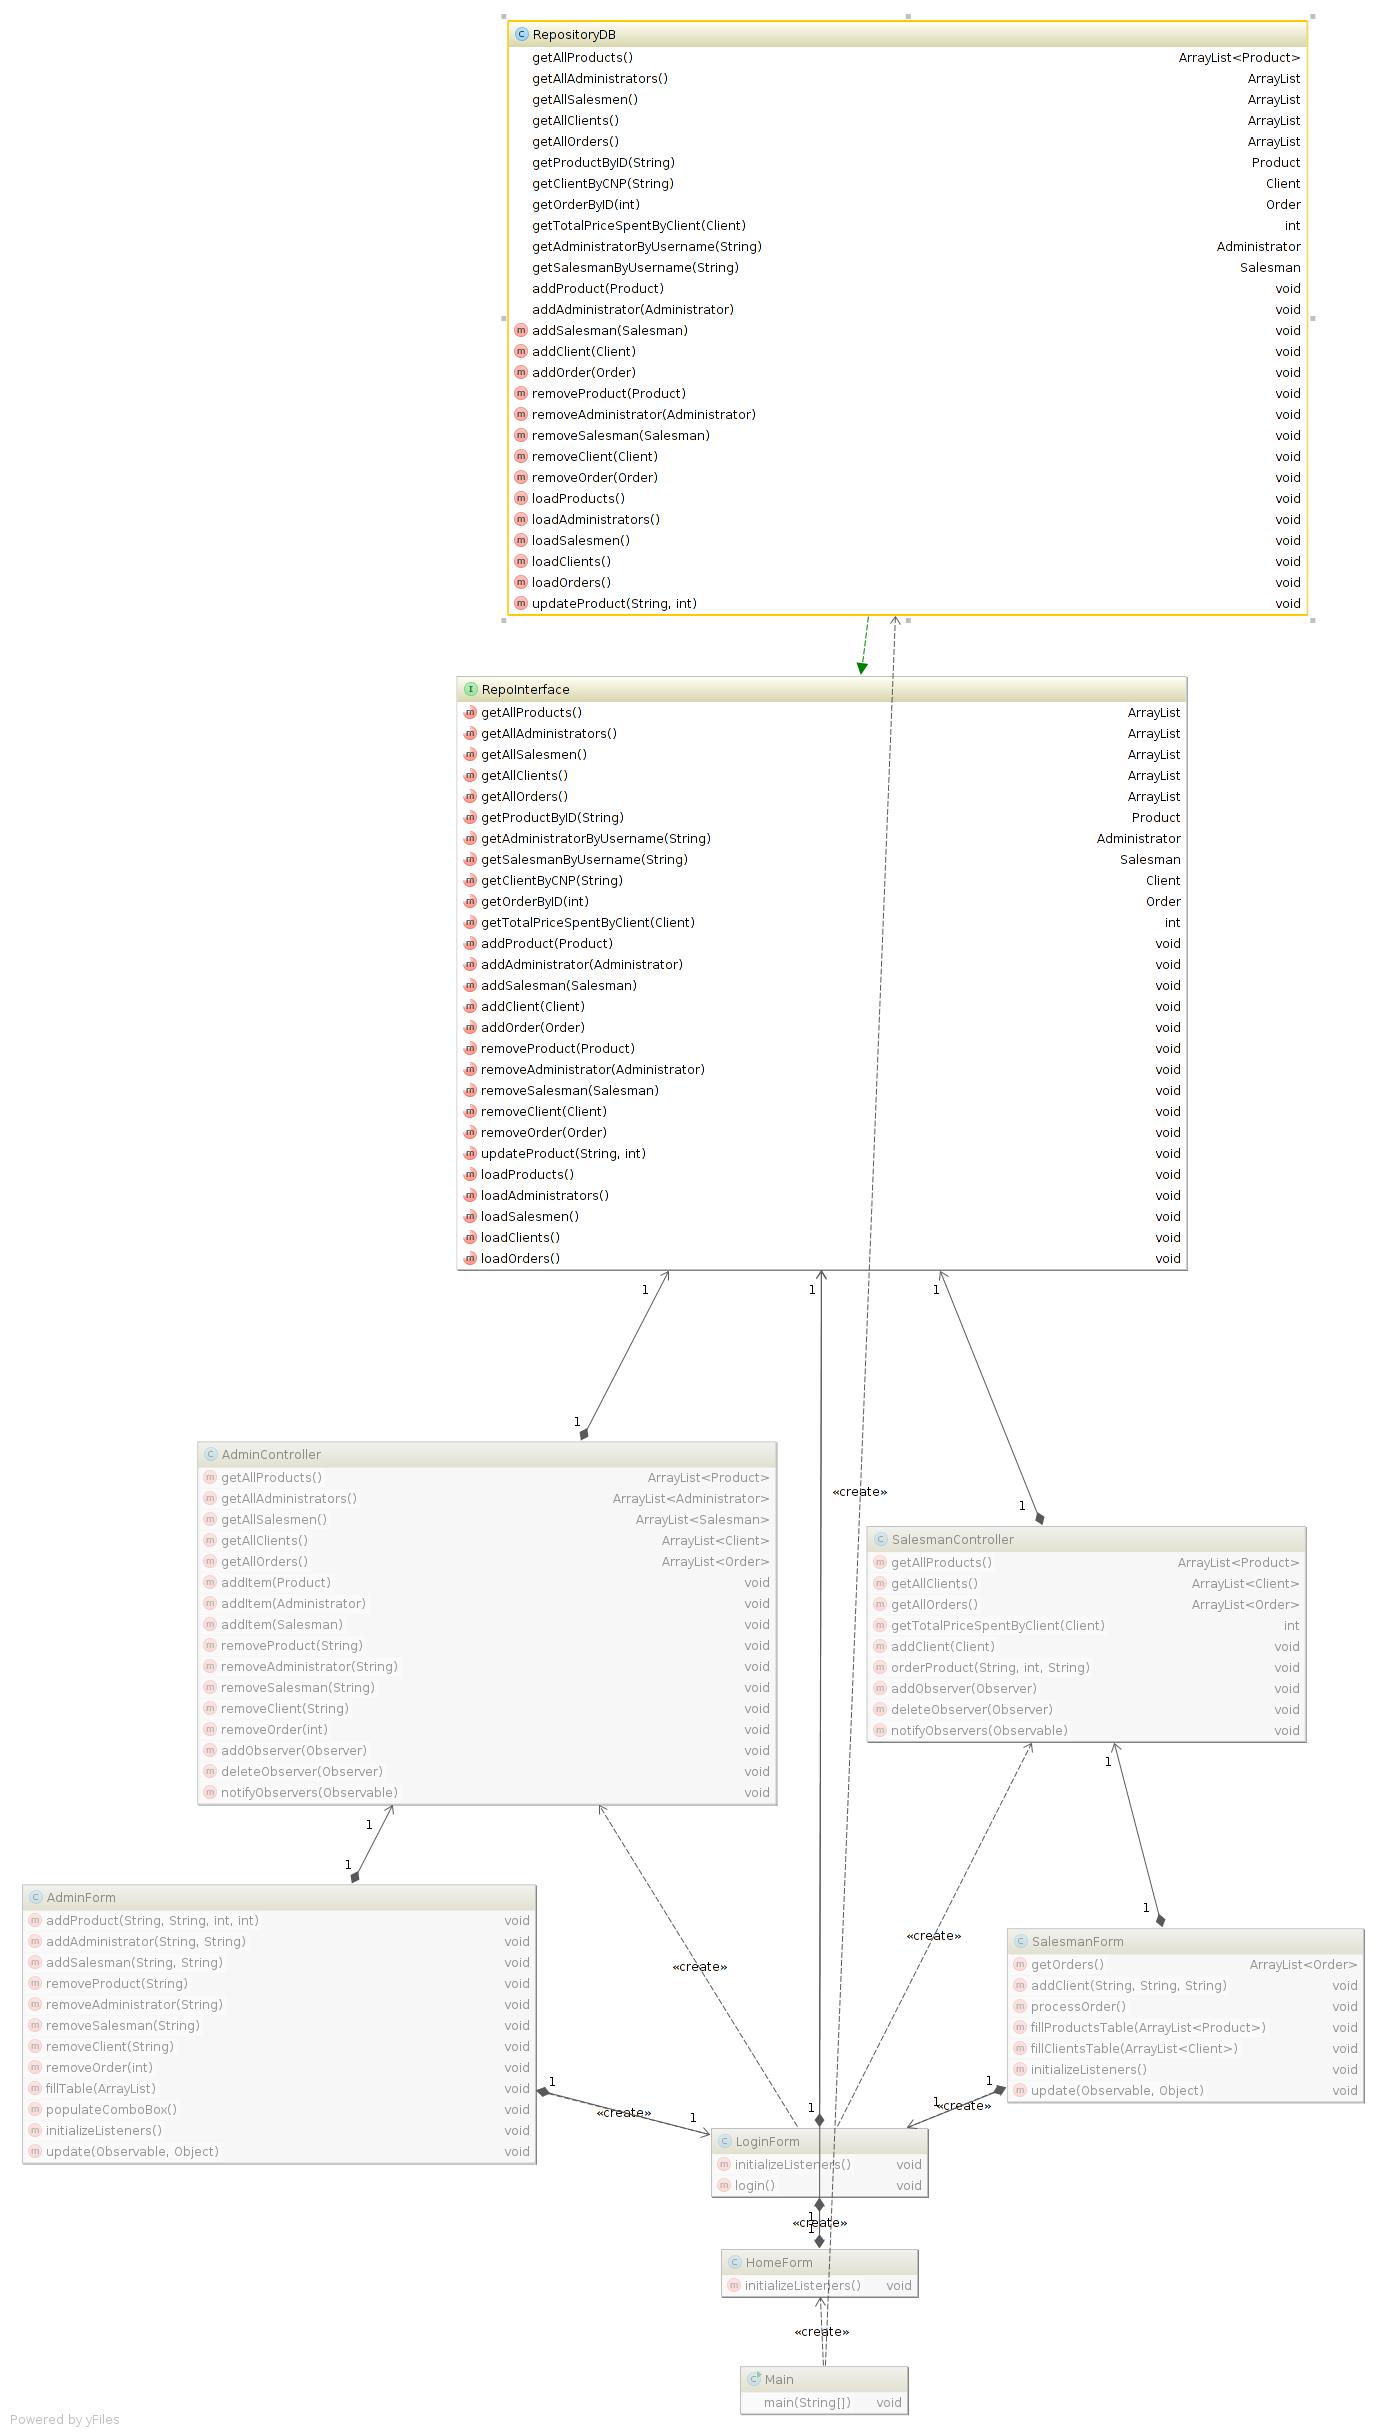 RepositoryDB
getAllProducts() ArrayList<Product>
getAllAdministrators() ArrayList
getAllSalesmen() ArrayList
getAllClients() ArrayList
getAllOrders() ArrayList
getProductByID(String) Product
getClientByCNP(String) Client
getOrderByID(int) Order
getTotalPriceSpentByClient(Client) int
getAdministratorByUsername(String) Administrator
getSalesmanByUsername(String) Salesman
addProduct(Product) void
addAdministrator(Administrator) void
addSalesman(Salesman) void
addClient(Client) void
addOrder(Order) void
removeProduct(Product) void
removeAdministrator(Administrator) void
removeSalesman(Salesman) void
removeClient(Client) void
removeOrder(Order) void
loadProducts() void
loadAdministrators() void
loadSalesmen() void
loadClients() void
loadOrders() void
updateProduct(String, int) void
RepoInterface
getAllProducts() ArrayList
getAllAdministrators() ArrayList
getAllSalesmen() ArrayList
getAllClients() ArrayList
getAllOrders() ArrayList
getProductByID(String) Product
getAdministratorByUsername(String) Administrator
getSalesmanByUsername(String) Salesman
getClientByCNP(String) Client
getOrderByID(int) Order
getTotalPriceSpentByClient(Client) int
addProduct(Product) void
addAdministrator(Administrator) void
addSalesman(Salesman) void
addClient(Client) void
addOrder(Order) void
removeProduct(Product) void
removeAdministrator(Administrator) void
removeSalesman(Salesman) void
removeClient(Client) void
removeOrder(Order) void
updateProduct(String, int) void
loadProducts() void
loadAdministrators() void
loadSalesmen() void
loadClients() void
loadOrders() void
1 1 1
1
«create»
1
AdminController
getAllProducts() ArrayList<Product>
getAllAdministrators() ArrayList<Administrator>
getAllSalesmen() ArrayList<Salesman>
getAllClients() ArrayList<Client>
getAllOrders() ArrayList<Order>
addItem(Product) void
addItem(Administrator) void
addItem(Salesman) void
removeProduct(String) void
removeAdministrator(String) void
removeSalesman(String) void
removeClient(String) void
removeOrder(int) void
addObserver(Observer) void
deleteObserver(Observer) void
notifyObservers(Observable) void
SalesmanController
getAllProducts() ArrayList<Product>
getAllClients() ArrayList<Client>
getAllOrders() ArrayList<Order>
getTotalPriceSpentByClient(Client) int
addClient(Client) void
orderProduct(String, int, String) void
addObserver(Observer) void
deleteObserver(Observer) void
notifyObservers(Observable) void
1
1
1
1
«create»
«create»
AdminForm
addProduct(String, String, int, int) void
addAdministrator(String, String) void
addSalesman(String, String) void
removeProduct(String) void
removeAdministrator(String) void
removeSalesman(String) void
removeClient(String) void
removeOrder(int) void
fillTable(ArrayList) void
populateComboBox() void
initializeListeners() void
update(Observable, Object) void
SalesmanForm
getOrders() ArrayList<Order>
addClient(String, String, String) void
processOrder() void
fillProductsTable(ArrayList<Product>) void
fillClientsTable(ArrayList<Client>) void
initializeListeners() void
update(Observable, Object) void
1
«create»
1
1
1
1
«create»
LoginForm
initializeListeners() void
login() void
«create»
1
HomeForm
initializeListeners() void
«create»
Main
main(String[]) void
Powered by yFiles